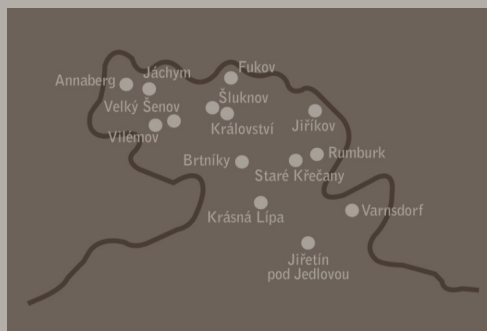 Fukov
Jáchym
Annaberg
Šluknov
Velký Šenov
Království
Jiříkov
Vilémov
Rumburk
Brtníky
Staré Křečany
Varnsdorf
Krásná Lípa
Jiřetín
pod Jedlovou